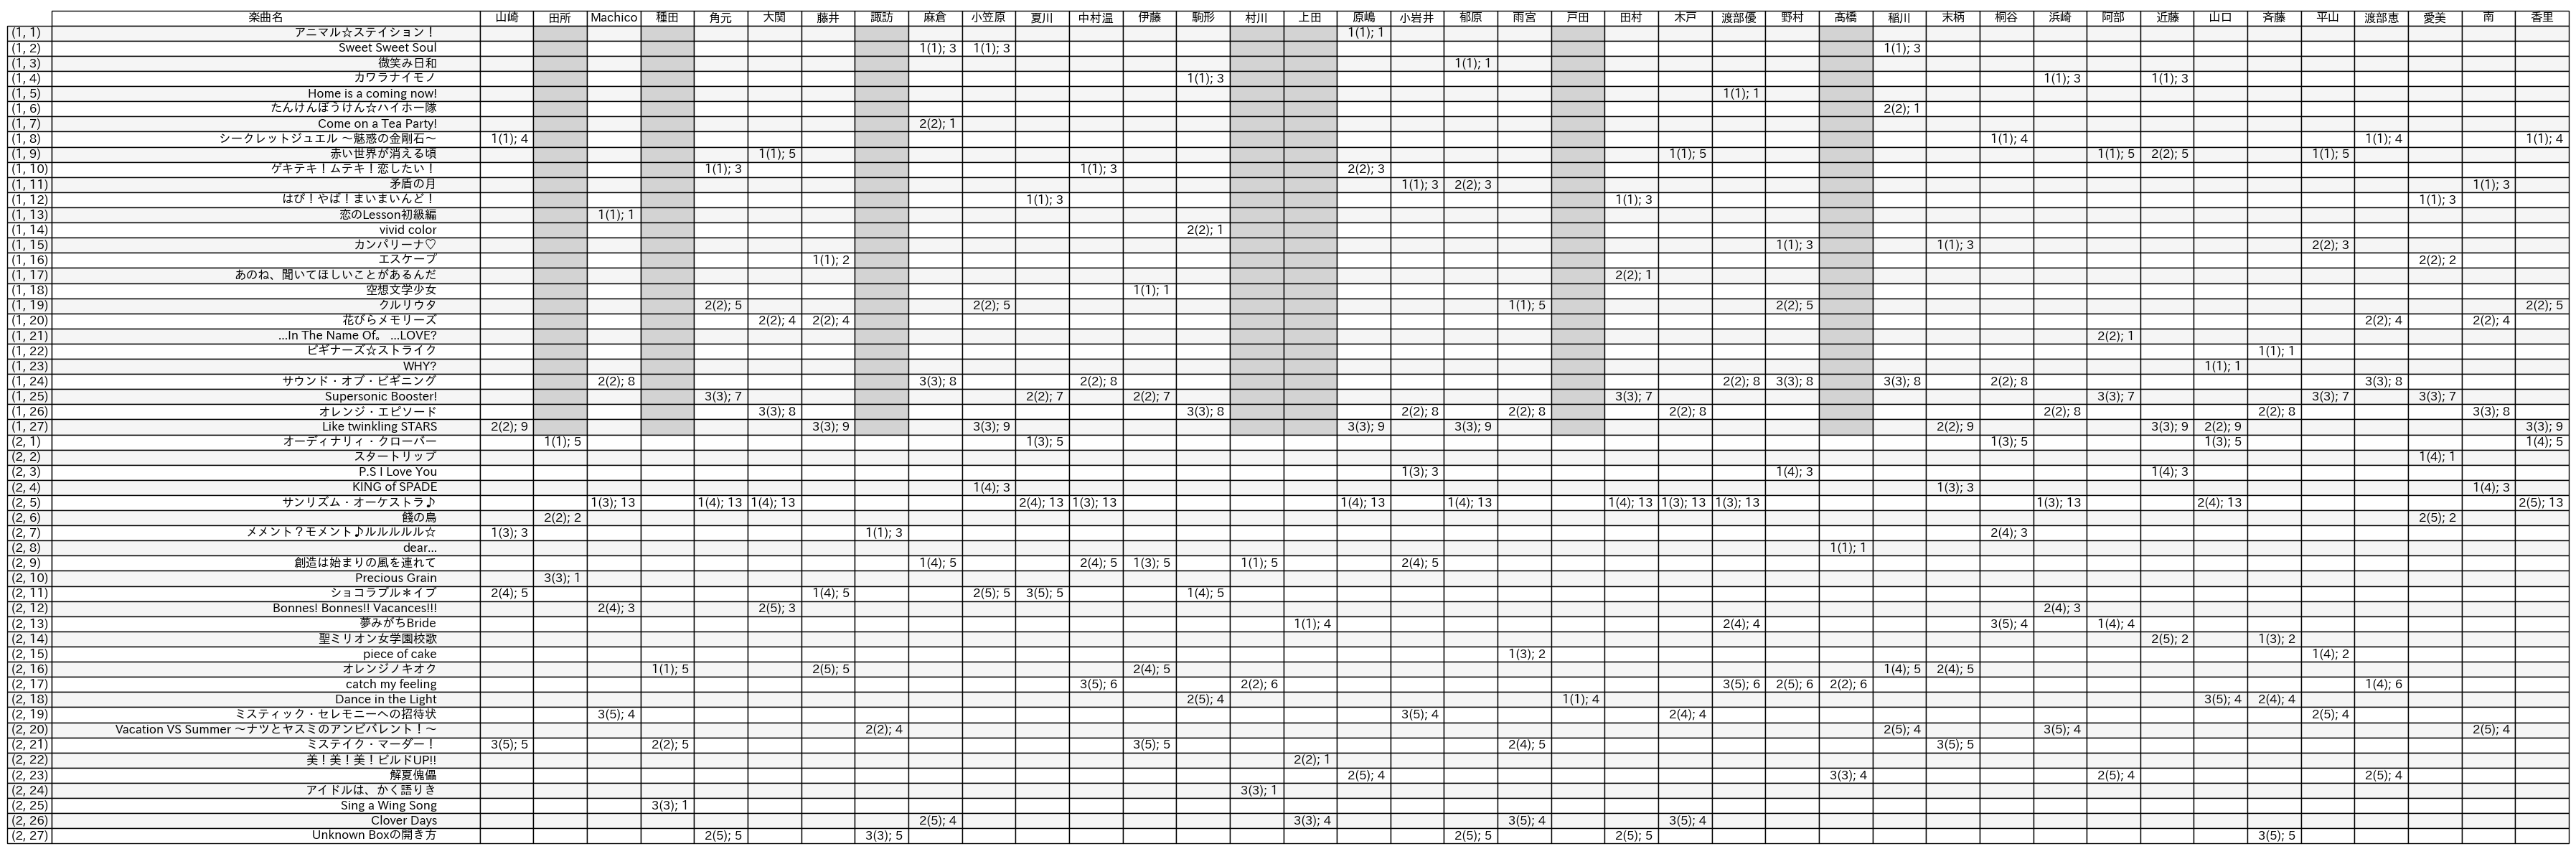 楽曲名 山崎 田所 Machico 種田 角元 大関 藤井 諏訪 麻倉 小笠原 夏川 中村温 伊藤 駒形 村川 上田 原嶋 小岩井 郁原 雨宮 戸田 田村 木戸 渡部優 野村 髙橋 稲川 末柄 桐谷 浜崎 阿部 近藤 山口 斉藤 平山 渡部恵 愛美 南 香里
(1, 1) アニマル☆ステイション！ 1(1); 1
(1, 2) Sweet Sweet Soul 1(1); 3 1(1); 3 1(1); 3
(1, 3) 微笑み日和 1(1); 1
(1, 4) カワラナイモノ 1(1); 3 1(1); 3 1(1); 3
(1, 5) Home is a coming now! 1(1); 1
(1, 6) たんけんぼうけん☆ハイホー隊 2(2); 1
(1, 7) Come on a Tea Party! 2(2); 1
(1, 8) シークレットジュエル ～魅惑の金剛石～ 1(1); 4 1(1); 4 1(1); 4 1(1); 4
(1, 9) 赤い世界が消える頃 1(1); 5 1(1); 5 1(1); 5 2(2); 5 1(1); 5
(1, 10) ゲキテキ！ムテキ！恋したい！ 1(1); 3 1(1); 3 2(2); 3
(1, 11) 矛盾の月 1(1); 3 2(2); 3 1(1); 3
(1, 12) はぴ！やば！まいまいんど！ 1(1); 3 1(1); 3 1(1); 3
(1, 13) 恋のLesson初級編 1(1); 1
(1, 14) vivid color 2(2); 1
(1, 15) カンパリーナ♡ 1(1); 3 1(1); 3 2(2); 3
(1, 16) エスケープ 1(1); 2 2(2); 2
(1, 17) あのね、聞いてほしいことがあるんだ 2(2); 1
(1, 18) 空想文学少女 1(1); 1
(1, 19) クルリウタ 2(2); 5 2(2); 5 1(1); 5 2(2); 5 2(2); 5
(1, 20) 花びらメモリーズ 2(2); 4 2(2); 4 2(2); 4 2(2); 4
(1, 21) …In The Name Of。 …LOVE? 2(2); 1
(1, 22) ビギナーズ☆ストライク 1(1); 1
(1, 23) WHY? 1(1); 1
(1, 24) サウンド・オブ・ビギニング 2(2); 8 3(3); 8 2(2); 8 2(2); 8 3(3); 8 3(3); 8 2(2); 8 3(3); 8
(1, 25) Supersonic Booster! 3(3); 7 2(2); 7 2(2); 7 3(3); 7 3(3); 7 3(3); 7 3(3); 7
(1, 26) オレンジ・エピソード 3(3); 8 3(3); 8 2(2); 8 2(2); 8 2(2); 8 2(2); 8 2(2); 8 3(3); 8
(1, 27) Like twinkling STARS 2(2); 9 3(3); 9 3(3); 9 3(3); 9 3(3); 9 2(2); 9 3(3); 9 2(2); 9 3(3); 9
(2, 1) オーディナリィ・クローバー 1(1); 5 1(3); 5 1(3); 5 1(3); 5 1(4); 5
(2, 2) スタートリップ 1(4); 1
(2, 3) P.S I Love You 1(3); 3 1(4); 3 1(4); 3
(2, 4) KING of SPADE 1(4); 3 1(3); 3 1(4); 3
(2, 5) サンリズム・オーケストラ♪ 1(3); 13 1(4); 13 1(4); 13 2(4); 13 1(3); 13 1(4); 13 1(4); 13 1(4); 13 1(3); 13 1(3); 13 1(3); 13 2(4); 13 2(5); 13
(2, 6) 餞の鳥 2(2); 2 2(5); 2
(2, 7) メメント？モメント♪ルルルルル☆ 1(3); 3 1(1); 3 2(4); 3
(2, 8) dear... 1(1); 1
(2, 9) 創造は始まりの風を連れて 1(4); 5 2(4); 5 1(3); 5 1(1); 5 2(4); 5
(2, 10) Precious Grain 3(3); 1
(2, 11) ショコラブル＊イブ 2(4); 5 1(4); 5 2(5); 5 3(5); 5 1(4); 5
(2, 12) Bonnes! Bonnes!! Vacances!!! 2(4); 3 2(5); 3 2(4); 3
(2, 13) 夢みがちBride 1(1); 4 2(4); 4 3(5); 4 1(4); 4
(2, 14) 聖ミリオン女学園校歌 2(5); 2 1(3); 2
(2, 15) piece of cake 1(3); 2 1(4); 2
(2, 16) オレンジノキオク 1(1); 5 2(5); 5 2(4); 5 1(4); 5 2(4); 5
(2, 17) catch my feeling 3(5); 6 2(2); 6 3(5); 6 2(5); 6 2(2); 6 1(4); 6
(2, 18) Dance in the Light 2(5); 4 1(1); 4 3(5); 4 2(4); 4
(2, 19) ミスティック・セレモニーへの招待状 3(5); 4 3(5); 4 2(4); 4 2(5); 4
(2, 20) Vacation VS Summer ～ナツとヤスミのアンビバレント！～ 2(2); 4 2(5); 4 3(5); 4 2(5); 4
(2, 21) ミステイク・マーダー！ 3(5); 5 2(2); 5 3(5); 5 2(4); 5 3(5); 5
(2, 22) 美！美！美！ビルドUP!! 2(2); 1
(2, 23) 解夏傀儡 2(5); 4 3(3); 4 2(5); 4 2(5); 4
(2, 24) アイドルは、かく語りき 3(3); 1
(2, 25) Sing a Wing Song 3(3); 1
(2, 26) Clover Days 2(5); 4 3(3); 4 3(5); 4 3(5); 4
(2, 27) Unknown Boxの開き方 2(5); 5 3(3); 5 2(5); 5 2(5); 5 3(5); 5